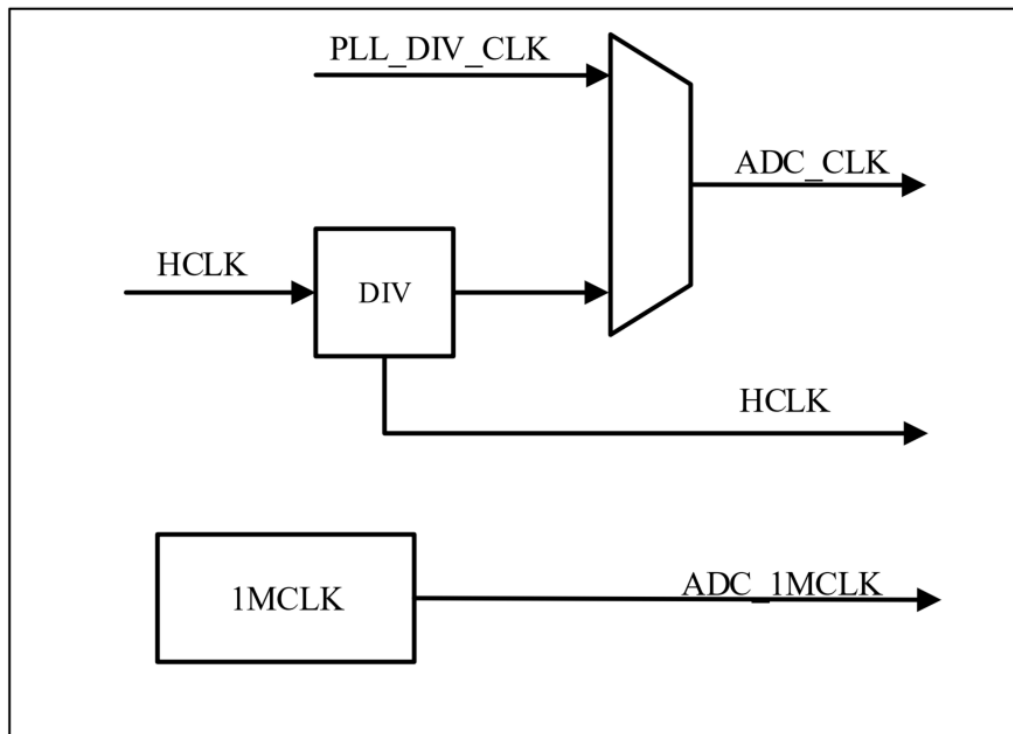 PLL_DIV_CLK
ADC_CLK
HCLK
DIV
HCLK
1MCLK
ADC_1MCLK